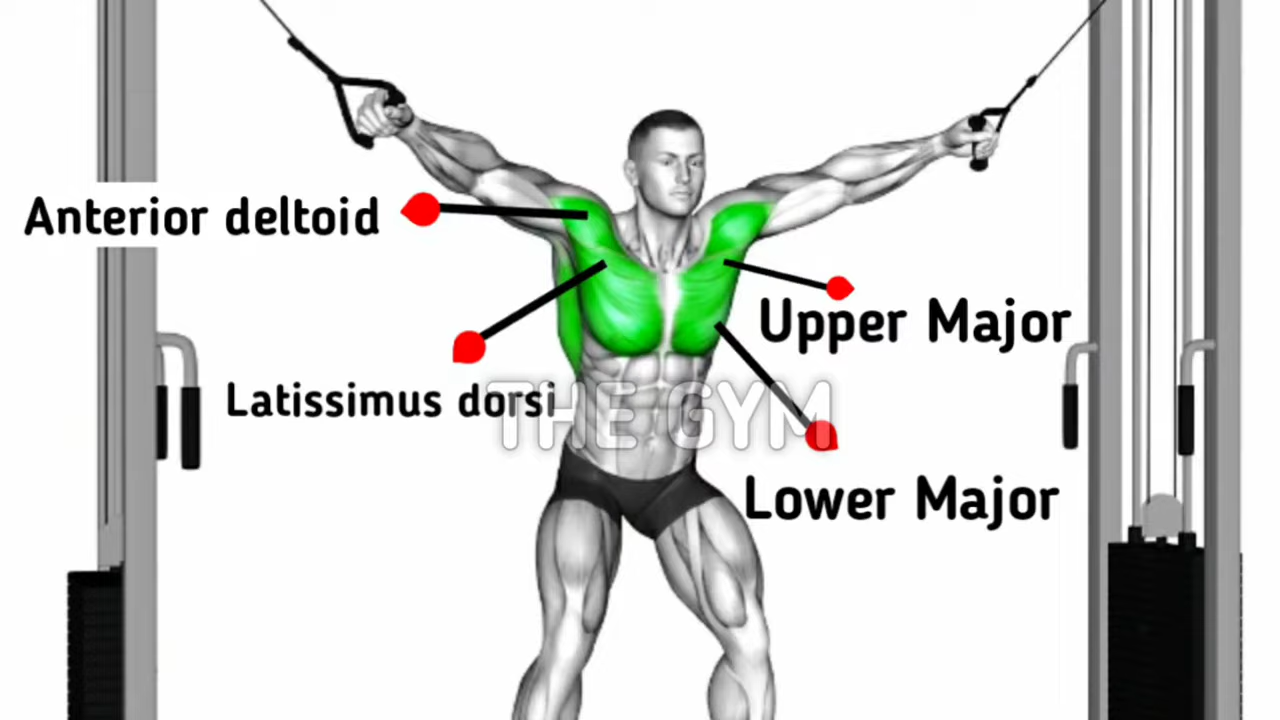 Anterior deltoid
Upper Major
Latissimus dorsi
THE GYM
Lower Major